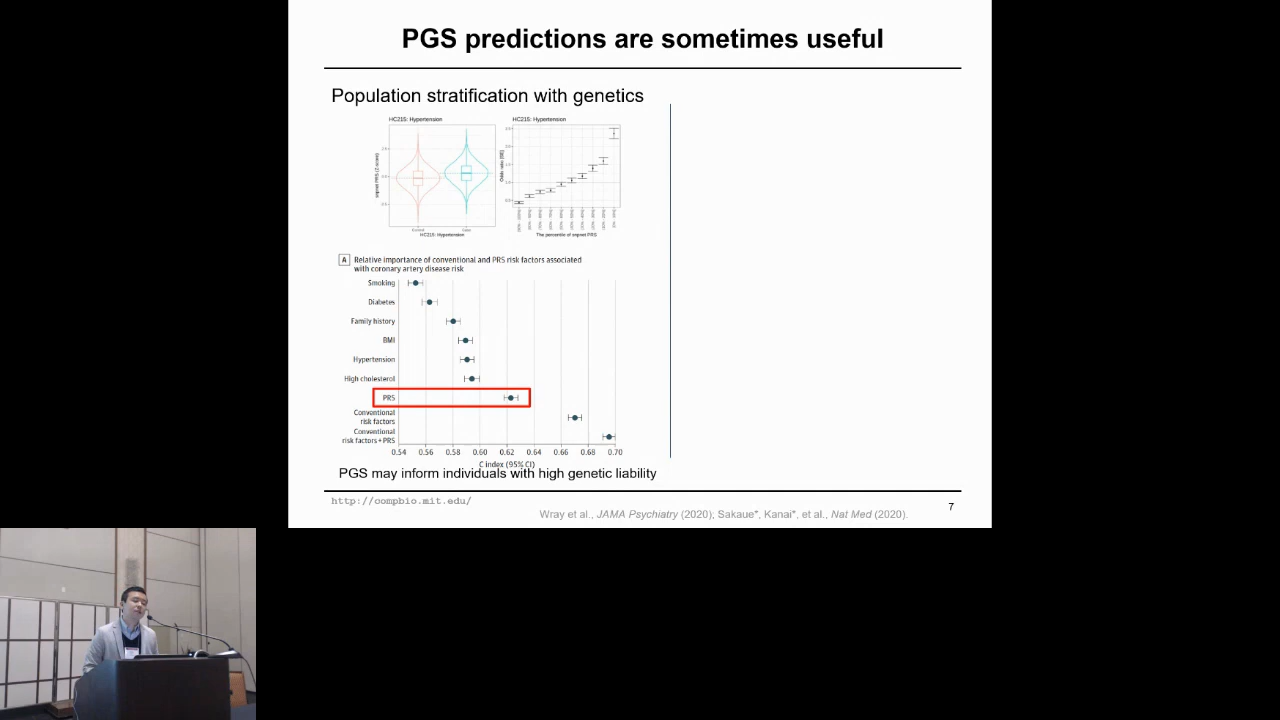 PGS predictions are sometimes useful
Population stratification with genetics
HC215: Hypertension
HC215: Hypertension
Control
Case
HC215: Hypertension
Odds ratio [SE]
The percentile of snpnet PRS
A Relative importance of conventional and PRS risk factors associated
with coronary artery disease risk
Smoking
Diabetes
Family history
BMI
Hypertension
High cholesterol
PRS
Conventional
risk factors
Conventional
risk factors + PRS
0.54 0.56 0.58 0.60 0.62 0.64 0.66 0.68 0.70
C index (95% CI)
PGS may inform individuals with high genetic liability
http://compbio.mit.edu/
7
Wray et al., JAMA Psychiatry (2020); Sakaue*, Kanai*, et al., Nat Med (2020).